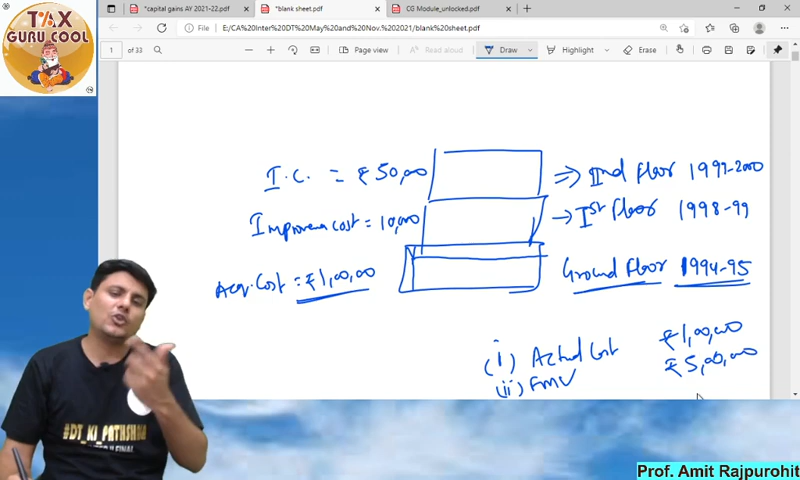 TAX
GURU COOL
*capital gains AY 2021-22.pdf
*blank sheet.pdf
CG Module_unlocked.pdf
File
E:/CA%20Inter%20DT%20May%20and%20Nov.%202021/blank%20sheet.pdf
1
of 33
Page view
Read aloud
Draw
Highlight
Erase
I.C. = ₹50,000
⇒ IInd floor 1999-2000
Improvement cost = 10,000
→ Ist floor 1998-99
Acq. Cost = ₹1,00,000
Ground Floor 1994-95
(i) Actual Cost ₹1,00,000
(ii) FMV ₹5,00,000
#DT_KI_PATHSHALA
FINAL
Prof. Amit Rajpurohit